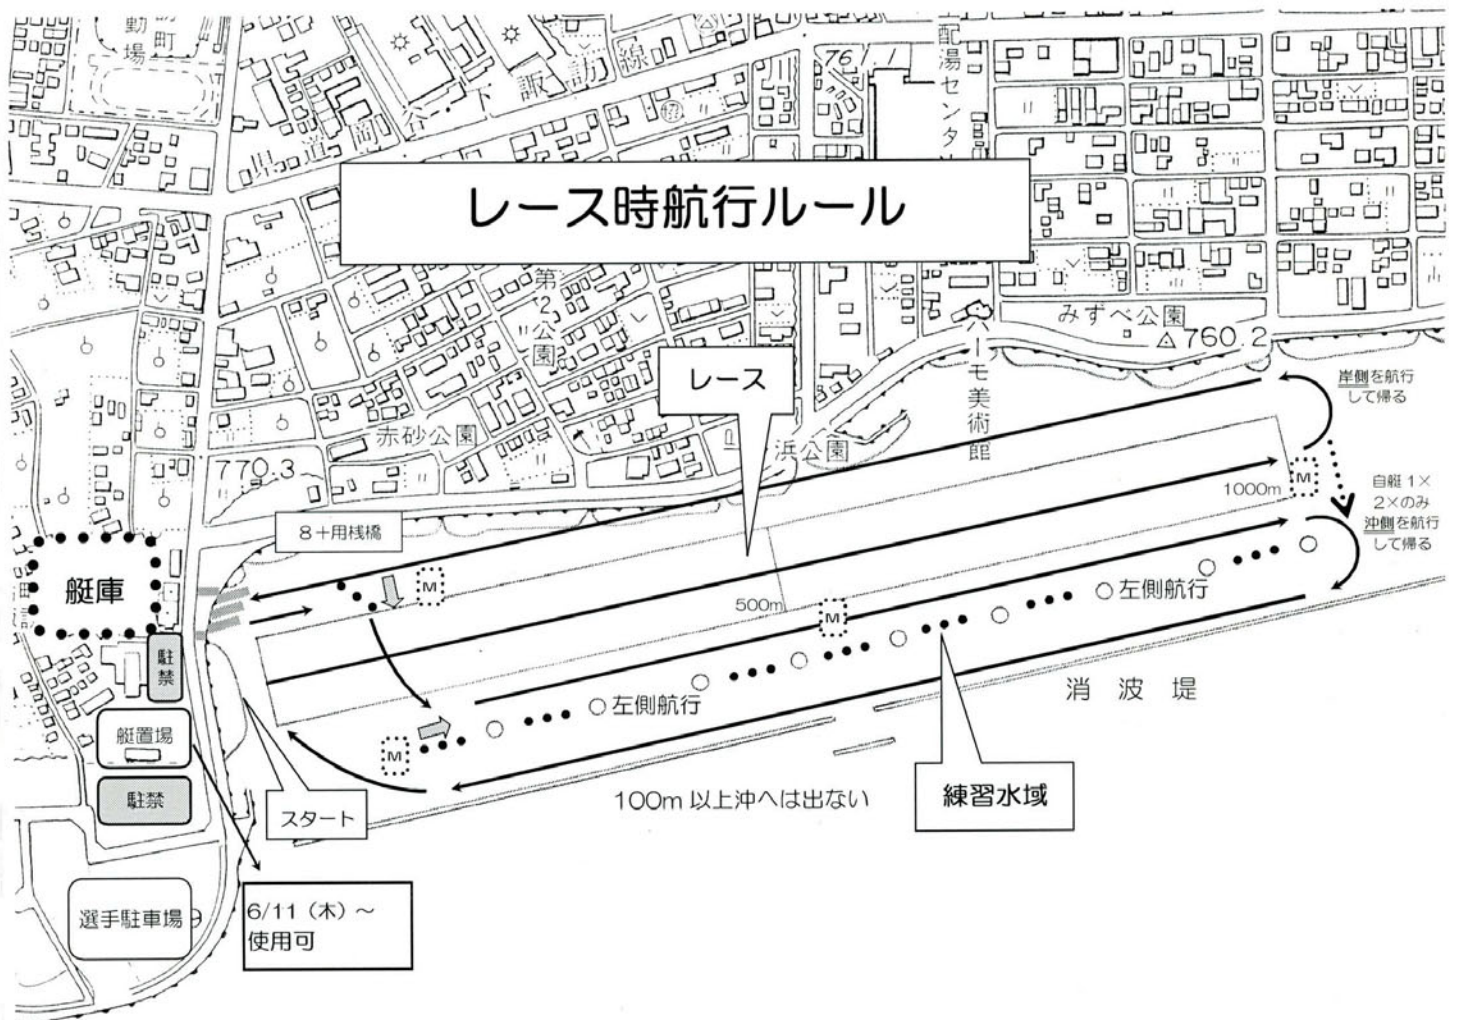 動場
町
下諏訪線
761.1
配湯センタ
レース時航行ルール
第2公園
みずべ公園
760.2
ハーモ美術館
レース
岸側を航行
して帰る
赤砂公園
浜公園
770.3
8+用桟橋
M
1000m
自艇1×
2×のみ
沖側を航行
して帰る
艇庫
M
500m
M
左側航行
駐禁
左側航行
消波堤
艇置場
M
駐禁
スタート
100m以上沖へは出ない
練習水域
選手駐車場
6/11(木)~
使用可